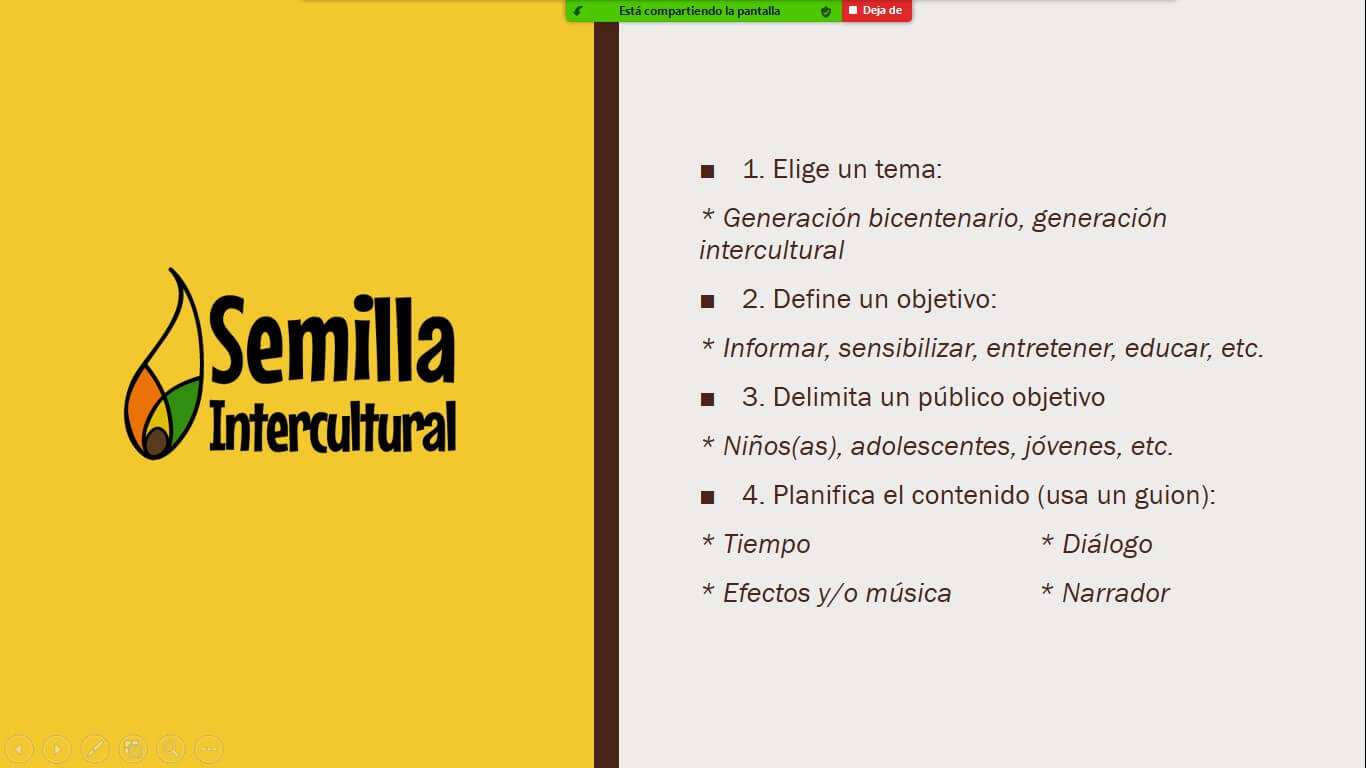 Está compartiendo la pantalla
Deja de
Semilla
Intercultural
■ 1. Elige un tema:
* Generación bicentenario, generación
intercultural
■ 2. Define un objetivo:
* Informar, sensibilizar, entretener, educar, etc.
■ 3. Delimita un público objetivo
* Niños(as), adolescentes, jóvenes, etc.
■ 4. Planifica el contenido (usa un guion):
* Tiempo * Diálogo
* Efectos y/o música * Narrador